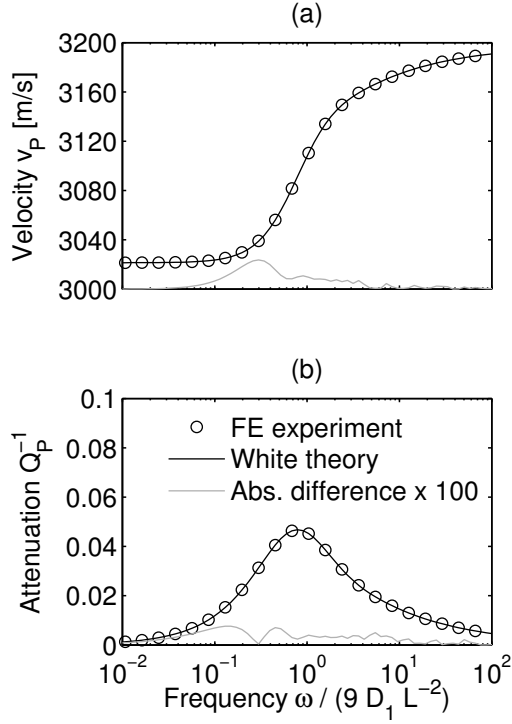 (a)
3200
3160
3120
3080
3040
3000
Velocity v_P [m/s]
(b)
0.1
0.08
0.06
0.04
0.02
0
Attenuation Q_P^{-1}
FE experiment
White theory
Abs. difference x 100
10^{-2} 10^{-1} 10^{0} 10^{1} 10^{2}
Frequency ω / (9 D_1 L^{-2})